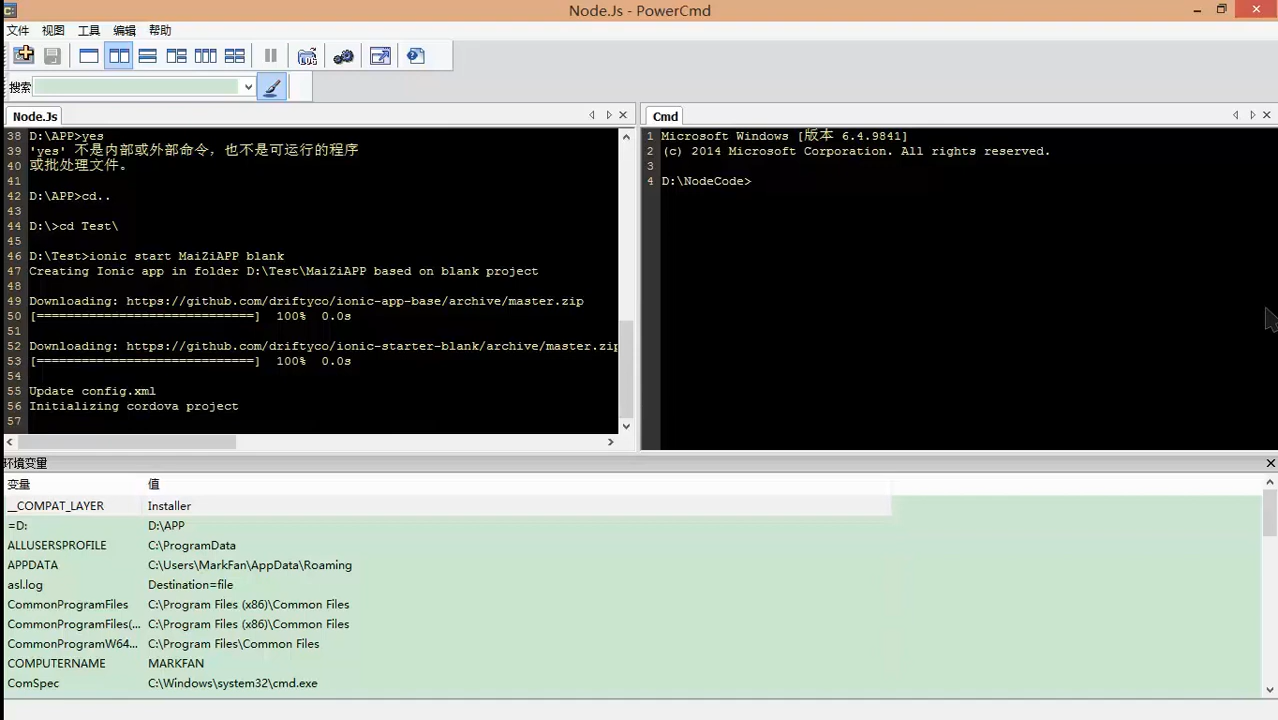 Node.Js - PowerCmd
文件 视图 工具 编辑 帮助
搜索
Node.Js
38 D:\APP>yes
39 'yes' 不是内部或外部命令，也不是可运行的程序
40 或批处理文件。
41
42 D:\APP>cd..
43
44 D:\>cd Test\
45
46 D:\Test>ionic start MaiZiAPP blank
47 Creating Ionic app in folder D:\Test\MaiZiAPP based on blank project
48
49 Downloading: https://github.com/driftyco/ionic-app-base/archive/master.zip
50 [=============================] 100% 0.0s
51
52 Downloading: https://github.com/driftyco/ionic-starter-blank/archive/master.zip
53 [=============================] 100% 0.0s
54
55 Update config.xml
56 Initializing cordova project
57
Cmd
1 Microsoft Windows [版本 6.4.9841]
2 (c) 2014 Microsoft Corporation. All rights reserved.
3
4 D:\NodeCode>
环境变量
变量 值
__COMPAT_LAYER Installer
=D: D:\APP
ALLUSERSPROFILE C:\ProgramData
APPDATA C:\Users\MarkFan\AppData\Roaming
asl.log Destination=file
CommonProgramFiles C:\Program Files (x86)\Common Files
CommonProgramFiles(... C:\Program Files (x86)\Common Files
CommonProgramW64... C:\Program Files\Common Files
COMPUTERNAME MARKFAN
ComSpec C:\Windows\system32\cmd.exe